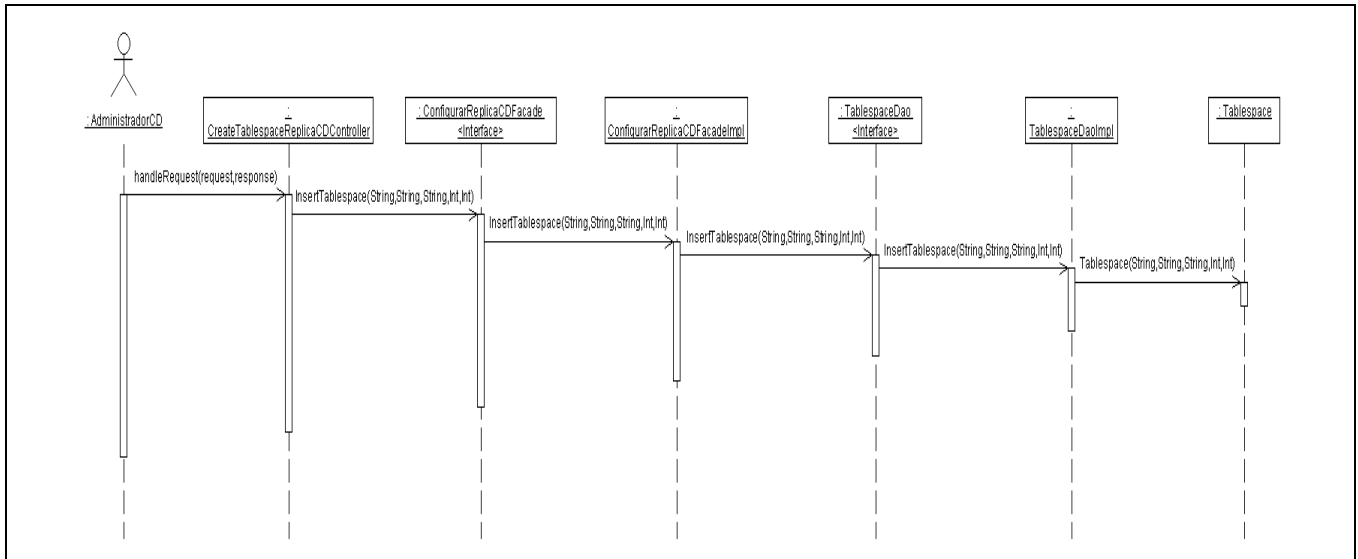 : AdministradorCD
:
CreateTablespaceReplicaCDController
: ConfigurarReplicaCDFacade
<Interface>
:
ConfigurarReplicaCDFacadeImpl
: TablespaceDao
<Interface>
:
TablespaceDaoImpl
: Tablespace
handleRequest(request,response)
InsertTablespace(String,String,String,Int,Int)
InsertTablespace(String,String,String,Int,Int)
InsertTablespace(String,String,String,Int,Int)
InsertTablespace(String,String,String,Int,Int)
Tablespace(String,String,String,Int,Int)